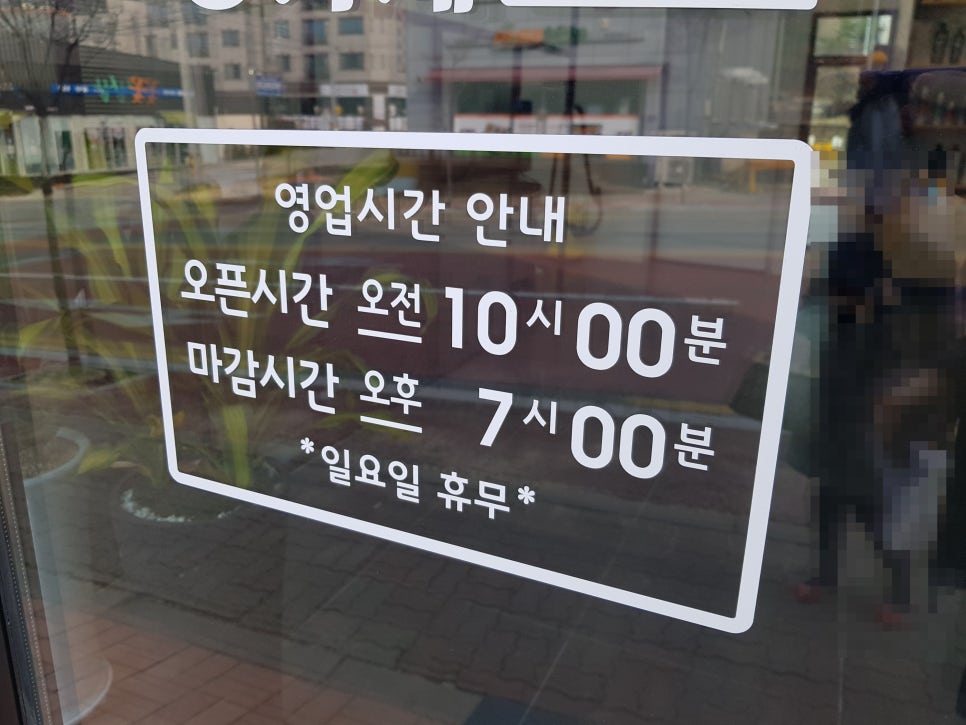 영업시간 안내
오픈시간 오전 10시 00분
마감시간 오후 7시 00분
*일요일 휴무*